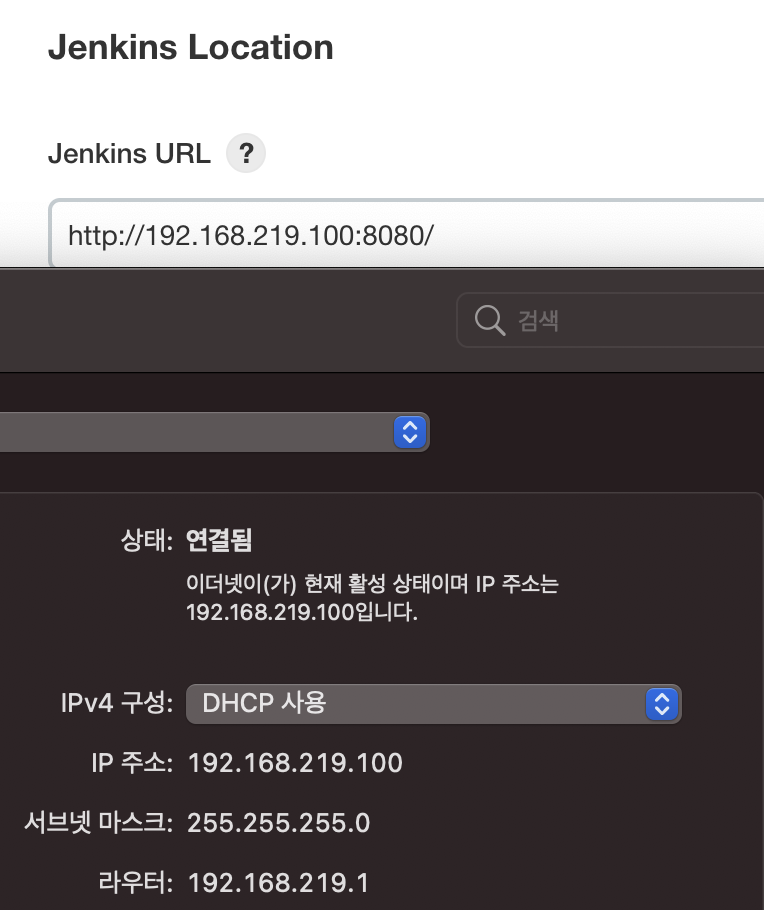 Jenkins Location
Jenkins URL ?
http://192.168.219.100:8080/
검색
상태: 연결됨
이더넷이(가) 현재 활성 상태이며 IP 주소는
192.168.219.100입니다.
IPv4 구성: DHCP 사용
IP 주소: 192.168.219.100
서브넷 마스크: 255.255.255.0
라우터: 192.168.219.1